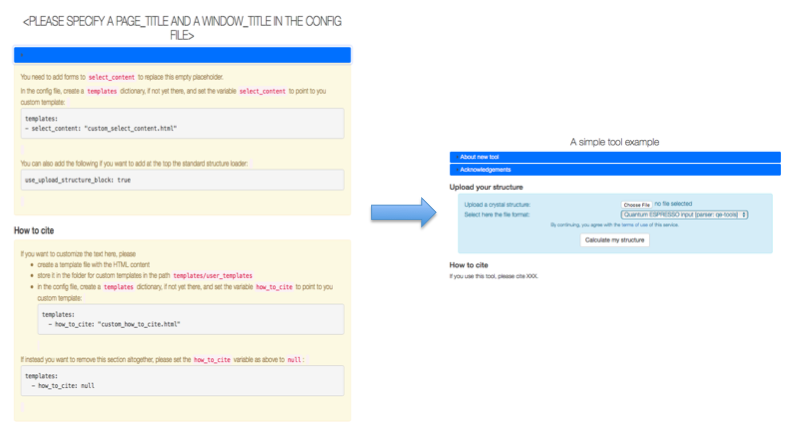 <PLEASE SPECIFY A PAGE_TITLE AND A WINDOW_TITLE IN THE CONFIG
FILE>
You need to add forms to select_content to replace this empty placeholder.
In the config file, create a templates dictionary, if not yet there, and set the variable select_content to point to you
custom template:
templates:
- select_content: "custom_select_content.html"
You can also add the following if you want to add at the top the standard structure loader:
use_upload_structure_block: true
How to cite
If you want to customize the text here, please
• create a template file with the HTML content
• store it in the folder for custom templates in the path templates/user_templates
• in the config file, create a templates dictionary, if not yet there, and set the variable how_to_cite to point to you
custom template:
templates:
- how_to_cite: "custom_how_to_cite.html"
If instead you want to remove this section altogether, please set the how_to_cite variable as above to null :
templates:
- how_to_cite: null
A simple tool example
About new tool
Acknowledgements
Upload your structure
Upload a crystal structure: Choose File no file selected
Select here the file format: Quantum ESPRESSO input [parser: qe-tools]
By continuing, you agree with the terms of use of this service.
Calculate my structure
How to cite
If you use this tool, please cite XXX.